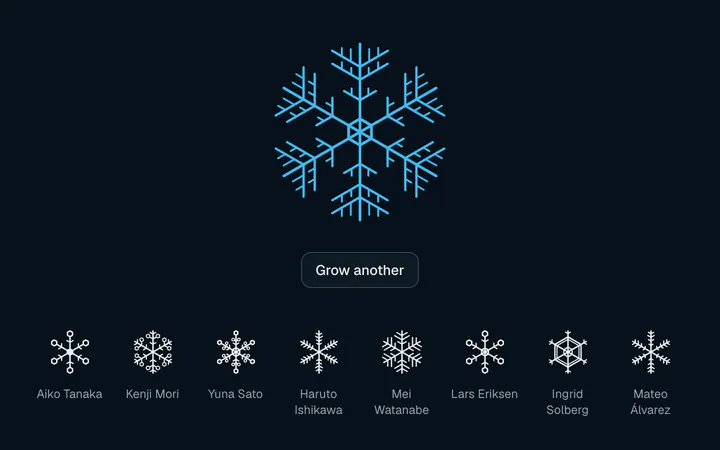 Grow another
Aiko Tanaka
Kenji Mori
Yuna Sato
Haruto
Ishikawa
Mei
Watanabe
Lars Eriksen
Ingrid
Solberg
Mateo
Álvarez